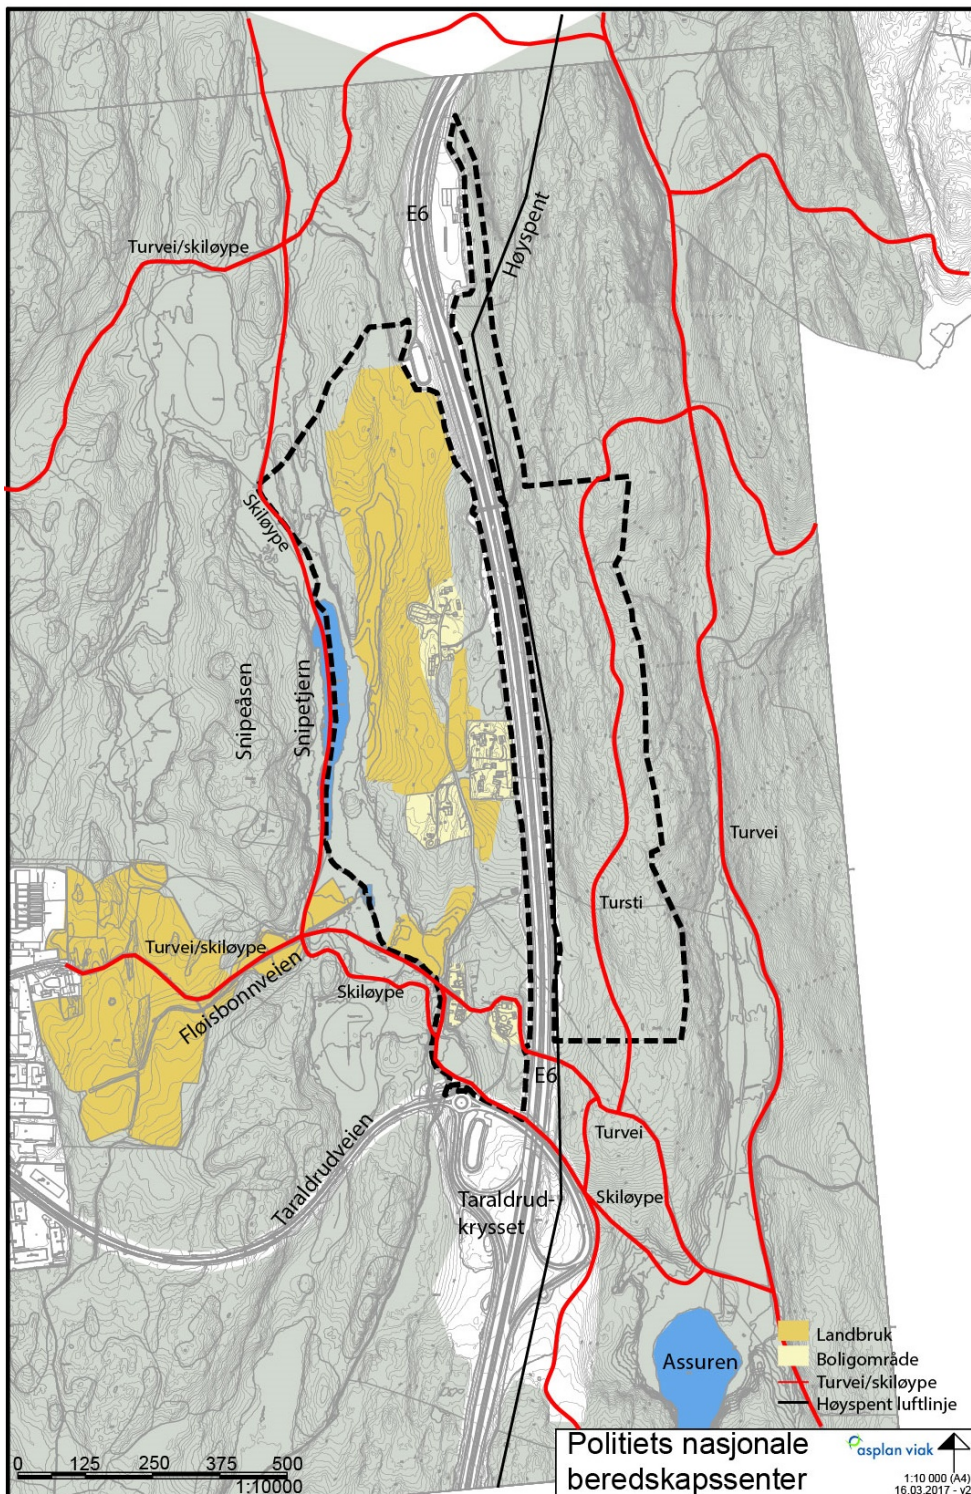 E6
Høyspent
Turvei/skiløype
Skiløype
Snipeåsen
Snipetjern
Turvei
Tursti
Turvei/skiløype
Fløisbonnveien
Skiløype
E6
Turvei
Taraldrudveien
Skiløype
Taraldrud-
krysset
Assuren
Landbruk
Boligområde
Turvei/skiløype
Høyspent luftlinje
0 125 250 375 500
1:10000
Politiets nasjonale
beredskapssenter
asplan viak
1:10 000 (A4)
16.03.2017 - v2